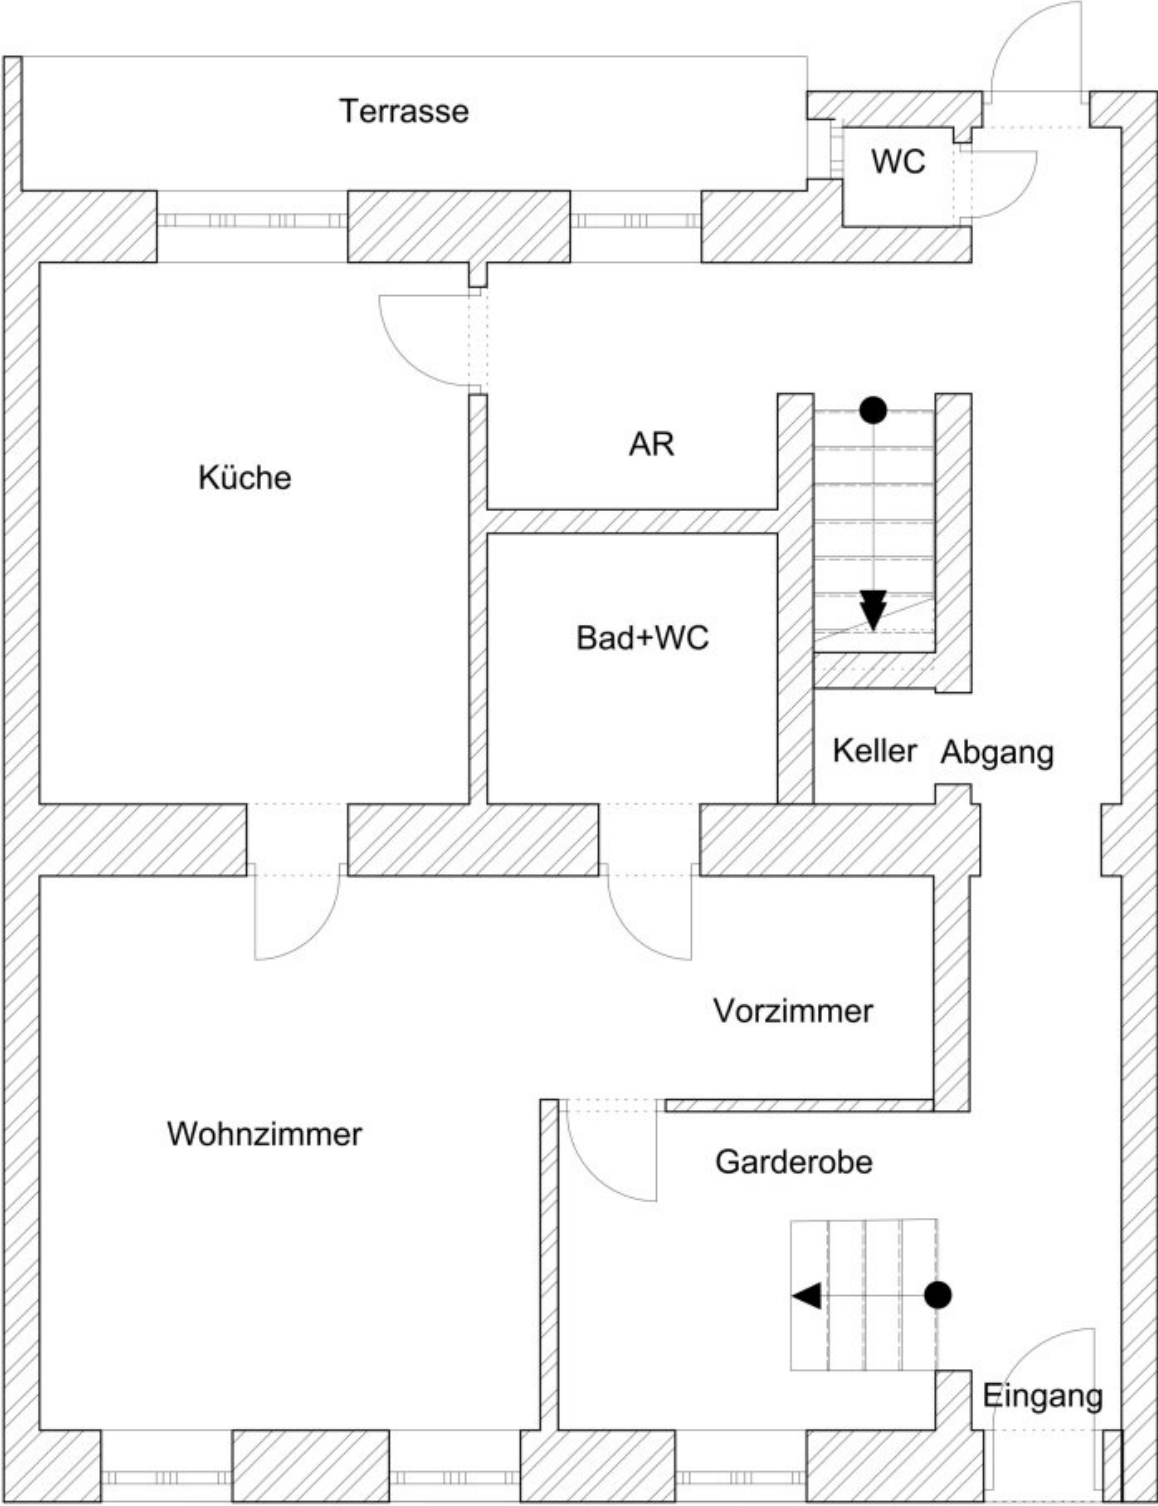 Terrasse
WC
AR
Küche
Bad+WC
Keller Abgang
Vorzimmer
Wohnzimmer
Garderobe
Eingang